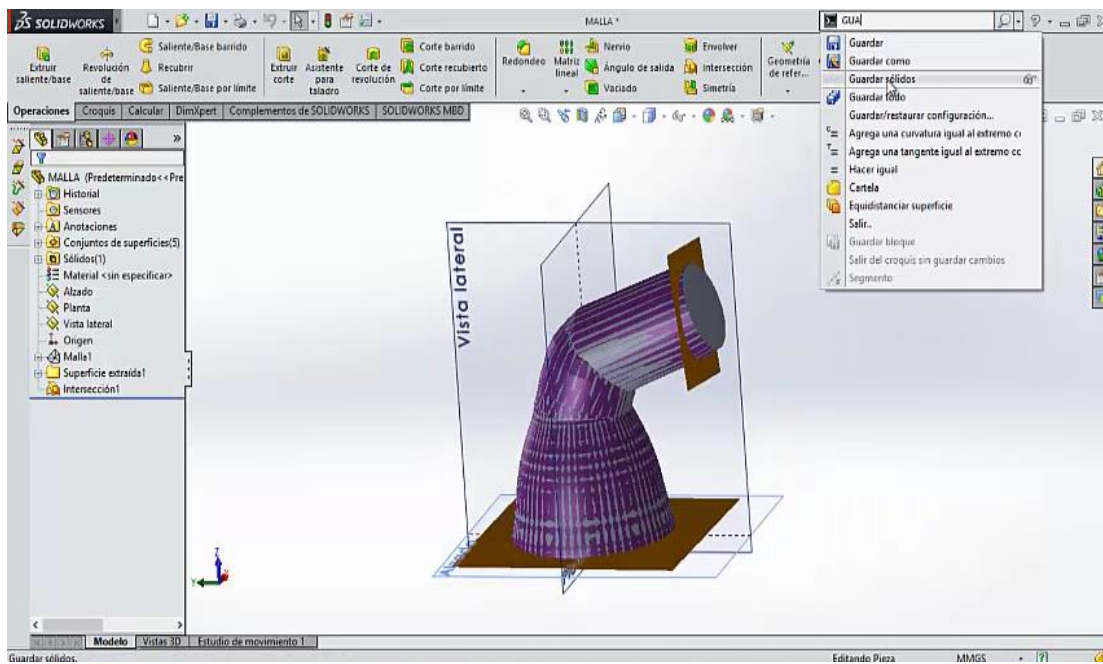 SOLIDWORKS
MALLA *
GUA
Extruir saliente/base
Revolución de saliente/base
Saliente/Base barrido
Recubrir
Saliente/Base por límite
Extruir corte
Asistente para taladro
Corte de revolución
Corte barrido
Corte recubierto
Corte por límite
Redondeo
Matriz lineal
Nervio
Ángulo de salida
Vaciado
Envolver
Intersección
Simetría
Geometría de refer...
Operaciones
Croquis
Calcular
DimXpert
Complementos de SOLIDWORKS
SOLIDWORKS MBD
Guardar
Guardar como
Guardar sólidos
Guardar todo
Guardar/restaurar configuración...
Agrega una curvatura igual al extremo
Agrega una tangente igual al extremo
Hacer igual
Cartela
Equidistanciar superficie
Salir..
Guardar bloque
Salir del croquis sin guardar cambios
Segmento
MALLA (Predeterminado<<Pre
Historial
Sensores
Anotaciones
Conjuntos de superficies(5)
Sólidos(1)
Material <sin especificar>
Alzado
Planta
Vista lateral
Origen
Malla1
Superficie extraída1
Intersección1
Vista lateral
Z
Y
Modelo
Vistas 3D
Estudio de movimiento 1
Guardar sólidos.
Editando Pieza
MMGS